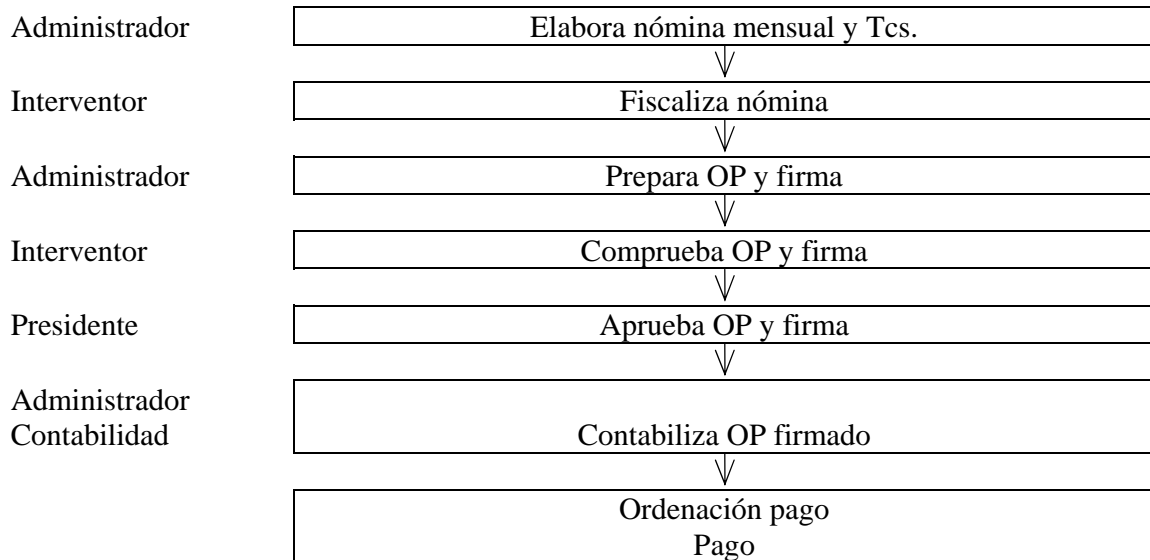 Administrador
Elabora nómina mensual y Tcs.
Interventor
Fiscaliza nómina
Administrador
Prepara OP y firma
Interventor
Comprueba OP y firma
Presidente
Aprueba OP y firma
Administrador
Contabilidad
Contabiliza OP firmado
Ordenación pago
Pago